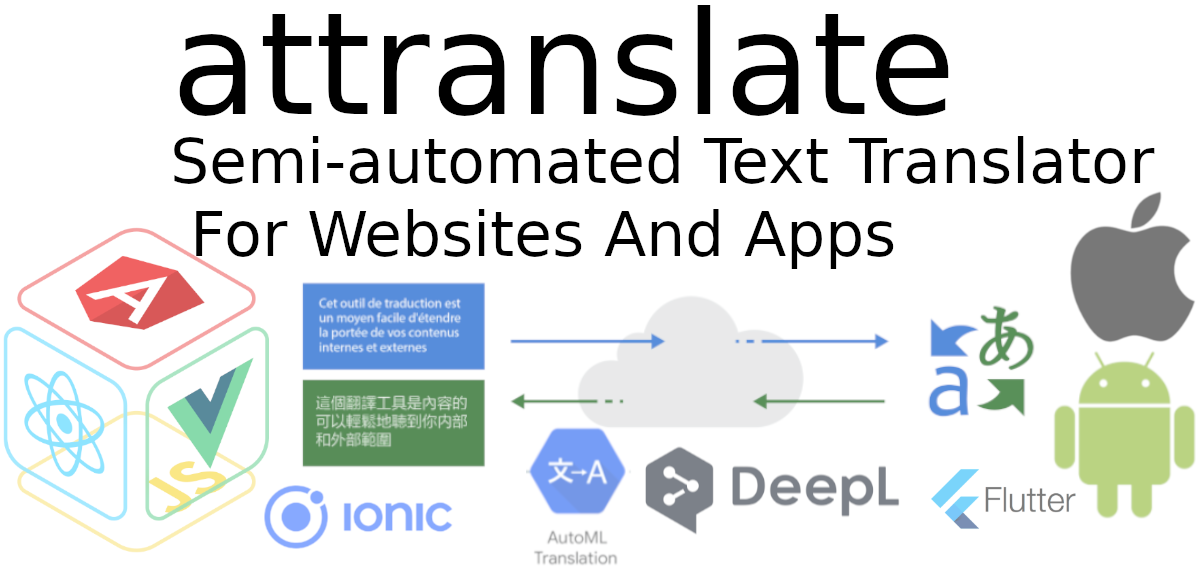 attranslate
Semi-automated Text Translator
For Websites And Apps
A
JS
Cet outil de traduction est
un moyen facile d'étendre
la portée de vos contenus
internes et externes
這個翻譯工具是內容的
可以輕鬆地聽到你内部
和外部範圍
あ
a
ionic
文→A
AutoML
Translation
DeepL
Flutter